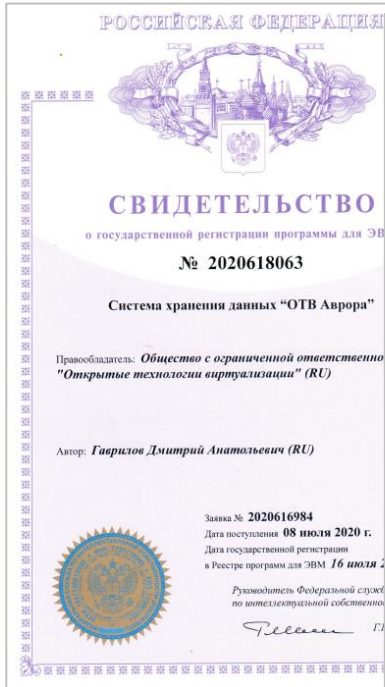 РОССИЙСКАЯ ФЕДЕРАЦИЯ
СВИДЕТЕЛЬСТВО
о государственной регистрации программы для ЭВ
№ 2020618063
Система хранения данных “ОТВ Аврора”
Правообладатель: Общество с ограниченной ответственно
"Открытые технологии виртуализации" (RU)
Автор: Гаврилов Дмитрий Анатольевич (RU)
Заявка № 2020616984
Дата поступления 08 июля 2020 г.
Дата государственной регистрации
в Реестре программ для ЭВМ 16 июля 2
Руководитель Федеральной служб
по интеллектуальной собственно
Г.П